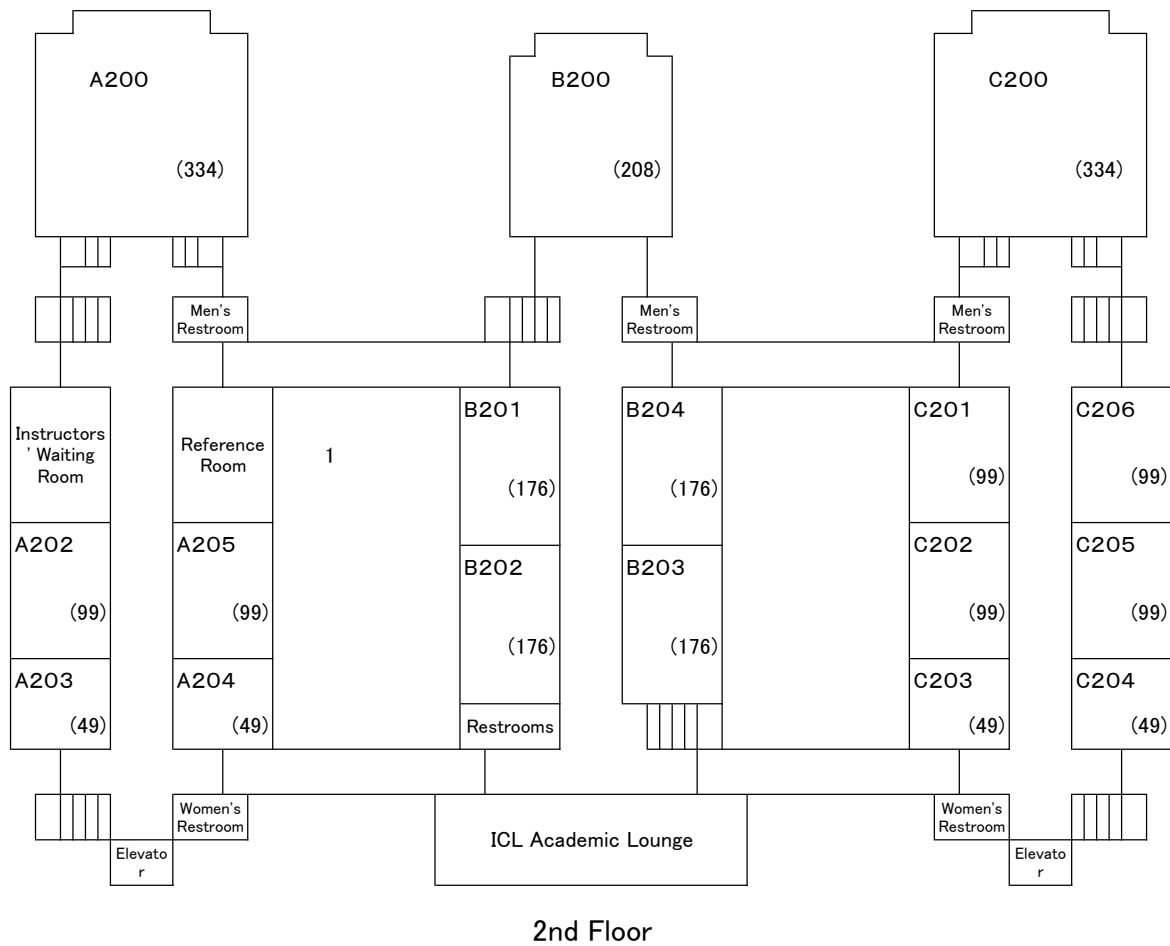 A200
(334)
B200
(208)
C200
(334)
Men's
Restroom
Men's
Restroom
Men's
Restroom
Instructors
' Waiting
Room
Reference
Room
1
B201
(176)
B204
(176)
C201
(99)
C206
(99)
A202
(99)
A205
(99)
B202
(176)
B203
(176)
C202
(99)
C205
(99)
A203
(49)
A204
(49)
Restrooms
C203
(49)
C204
(49)
Women's
Restroom
ICL Academic Lounge
Women's
Restroom
Elevato
r
Elevato
r
2nd Floor